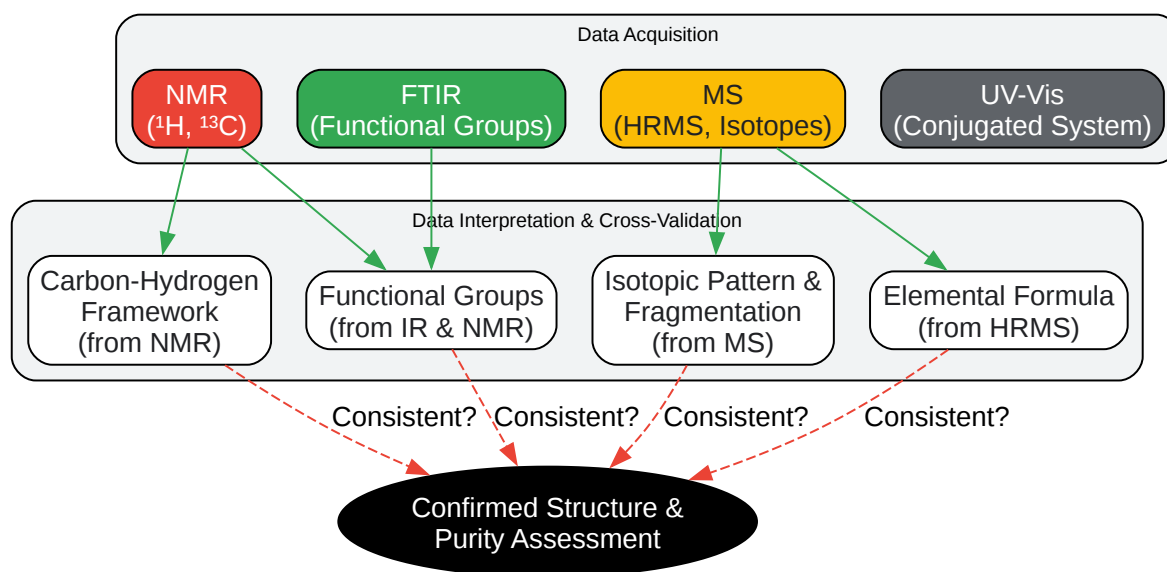 Data Acquisition
NMR
(¹H, ¹³C)
FTIR
(Functional Groups)
MS
(HRMS, Isotopes)
UV-Vis
(Conjugated System)
Data Interpretation & Cross-Validation
Carbon-Hydrogen
Framework
(from NMR)
Functional Groups
(from IR & NMR)
Isotopic Pattern &
Fragmentation
(from MS)
Elemental Formula
(from HRMS)
Consistent?
Consistent?
Consistent?
Consistent?
Confirmed Structure &
Purity Assessment